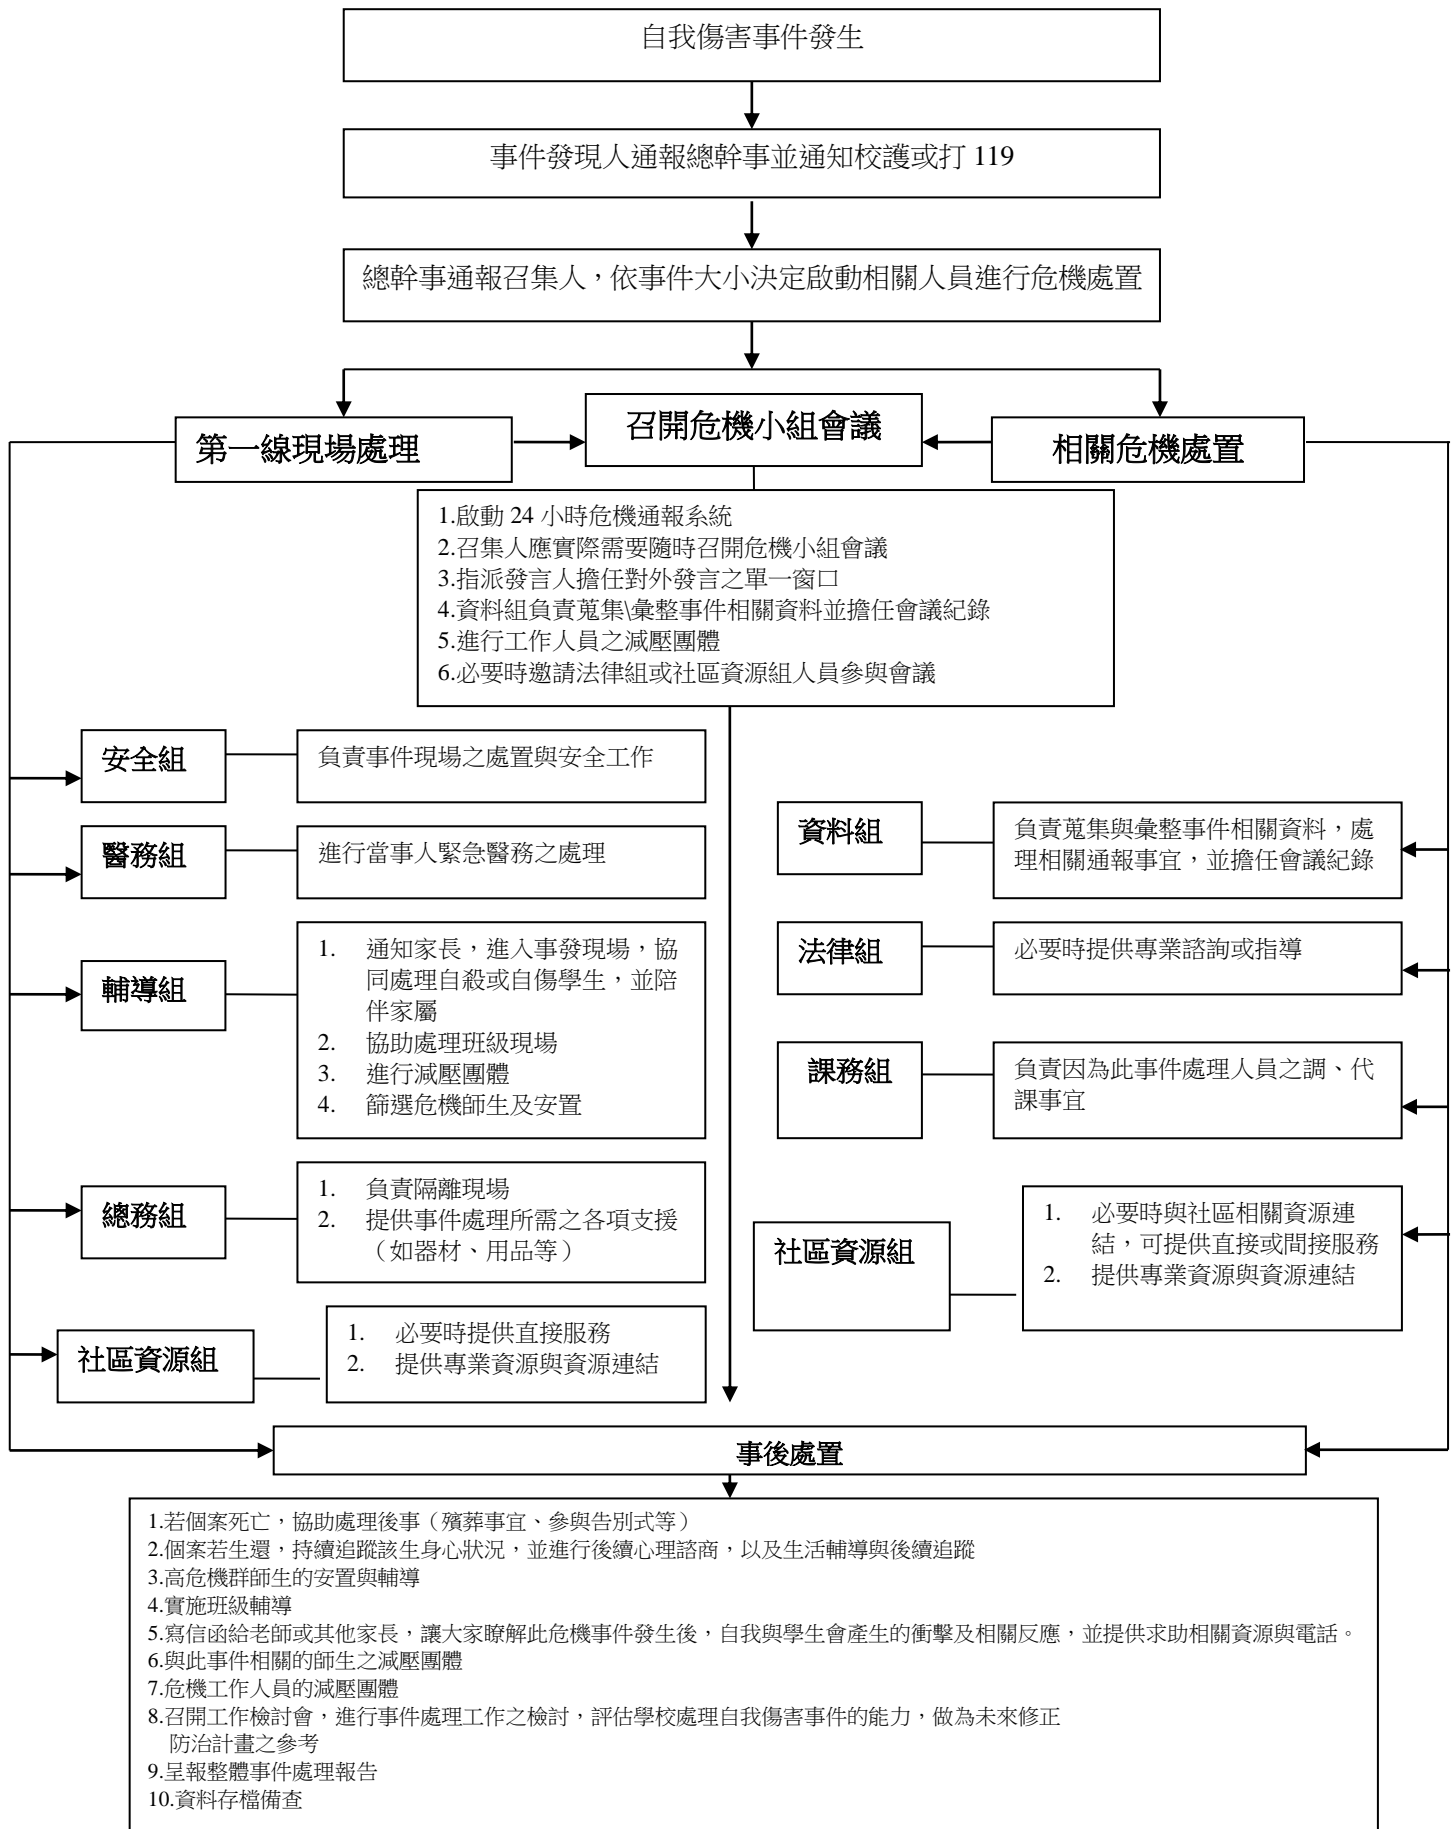 自我傷害事件發生
事件發現人通報總幹事並通知校護或打 119
總幹事通報召集人，依事件大小決定啟動相關人員進行危機處置
第一線現場處理
召開危機小組會議
相關危機處置
1.啟動 24 小時危機通報系統
2.召集人應實際需要隨時召開危機小組會議
3.指派發言人擔任對外發言之單一窗口
4.資料組負責蒐集\彙整事件相關資料並擔任會議紀錄
5.進行工作人員之減壓團體
6.必要時邀請法律組或社區資源組人員參與會議
安全組
負責事件現場之處置與安全工作
醫務組
進行當事人緊急醫務之處理
輔導組
1. 通知家長，進入事發現場，協
同處理自殺或自傷學生，並陪
伴家屬
2. 協助處理班級現場
3. 進行減壓團體
4. 篩選危機師生及安置
總務組
1. 負責隔離現場
2. 提供事件處理所需之各項支援
（如器材、用品等）
社區資源組
1. 必要時提供直接服務
2. 提供專業資源與資源連結
資料組
負責蒐集與彙整事件相關資料，處
理相關通報事宜，並擔任會議紀錄
法律組
必要時提供專業諮詢或指導
課務組
負責因為此事件處理人員之調、代
課事宜
社區資源組
1. 必要時與社區相關資源連
結，可提供直接或間接服務
2. 提供專業資源與資源連結
事後處置
1.若個案死亡，協助處理後事（殯葬事宜、參與告別式等）
2.個案若生還，持續追蹤該生身心狀況，並進行後續心理諮商，以及生活輔導與後續追蹤
3.高危機群師生的安置與輔導
4.實施班級輔導
5.寫信函給老師或其他家長，讓大家瞭解此危機事件發生後，自我與學生會產生的衝擊及相關反應，並提供求助相關資源與電話。
6.與此事件相關的師生之減壓團體
7.危機工作人員的減壓團體
8.召開工作檢討會，進行事件處理工作之檢討，評估學校處理自我傷害事件的能力，做為未來修正
防治計畫之參考
9.呈報整體事件處理報告
10.資料存檔備查